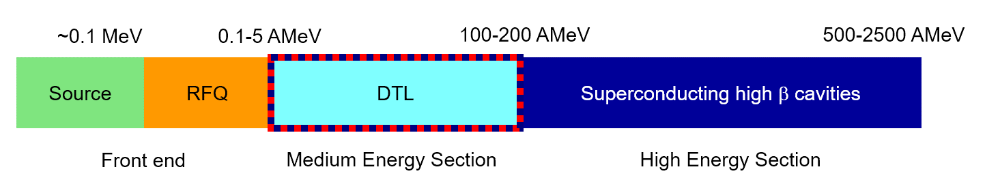 ~0.1 MeV
0.1-5 AMeV
100-200 AMeV
500-2500 AMeV
Source
RFQ
DTL
Superconducting high β cavities
Front end
Medium Energy Section
High Energy Section